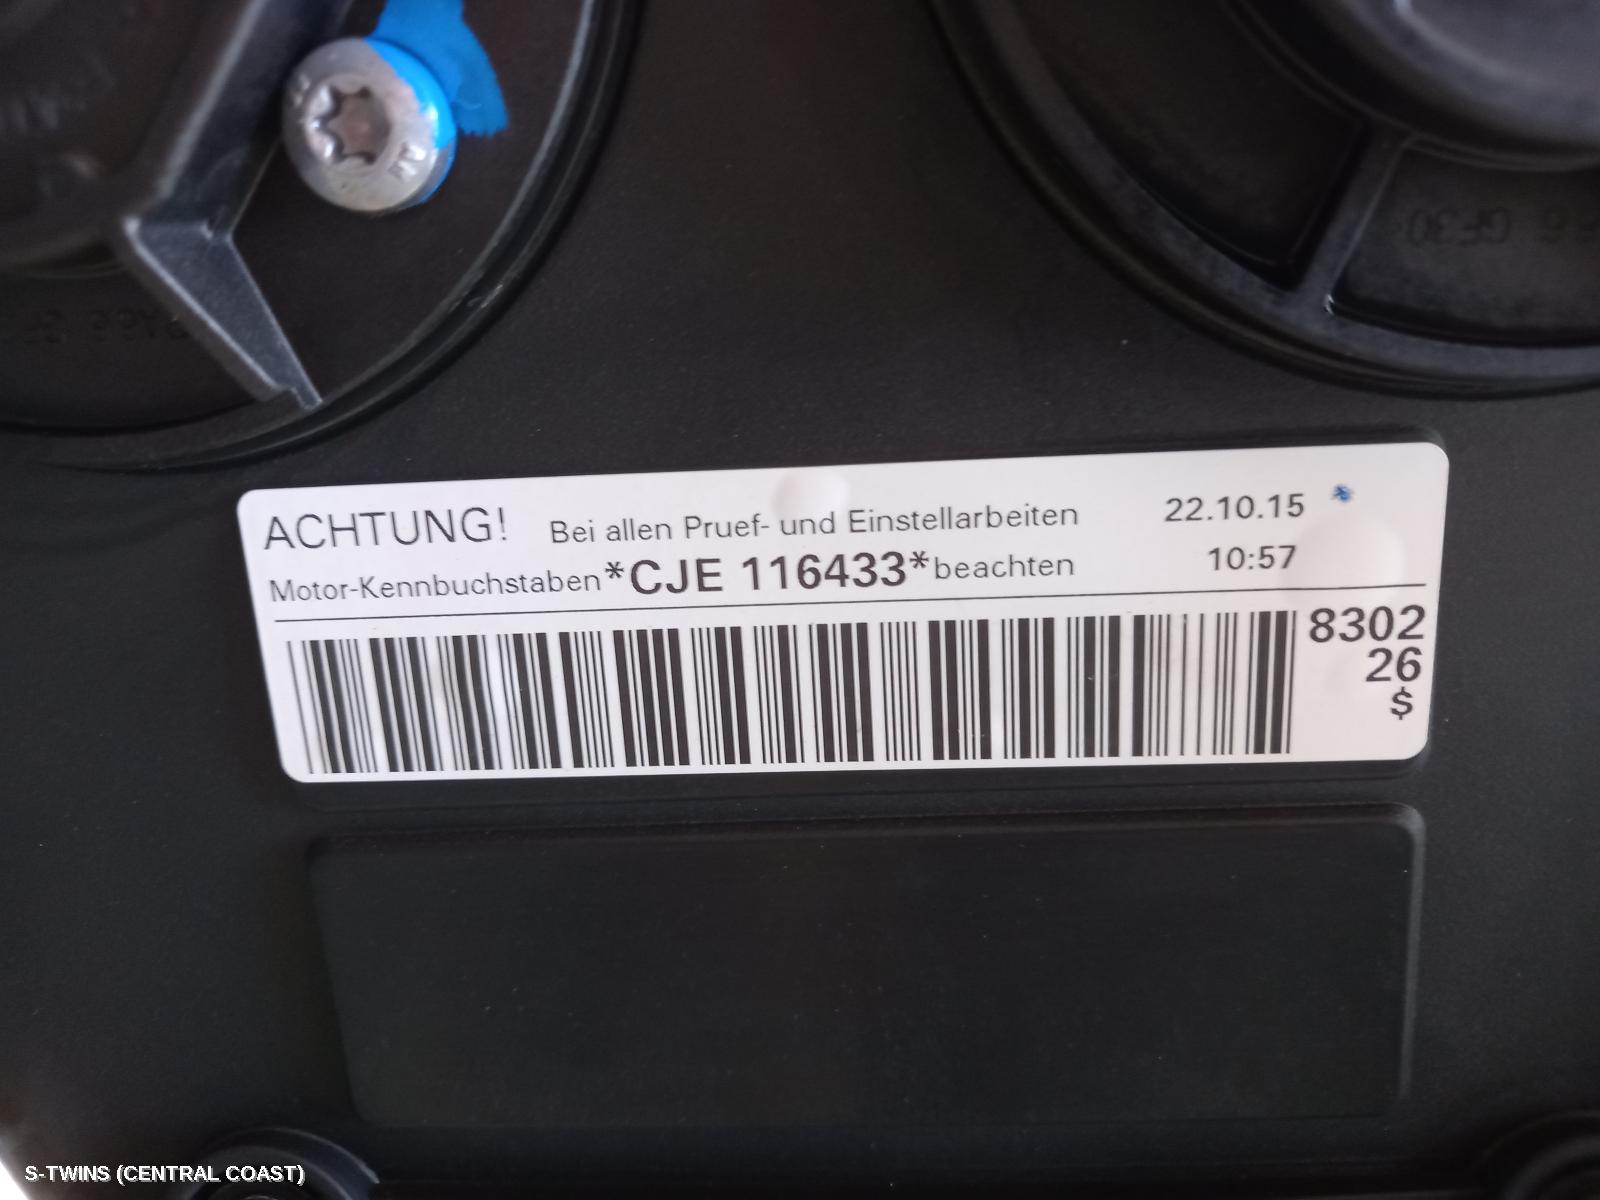 ACHTUNG! Bei allen Pruef- und Einstellarbeiten 22.10.15
Motor-Kennbuchstaben *CJE 116433* beachten 10:57
8302
26
$
GF30
S-TWINS (CENTRAL COAST)